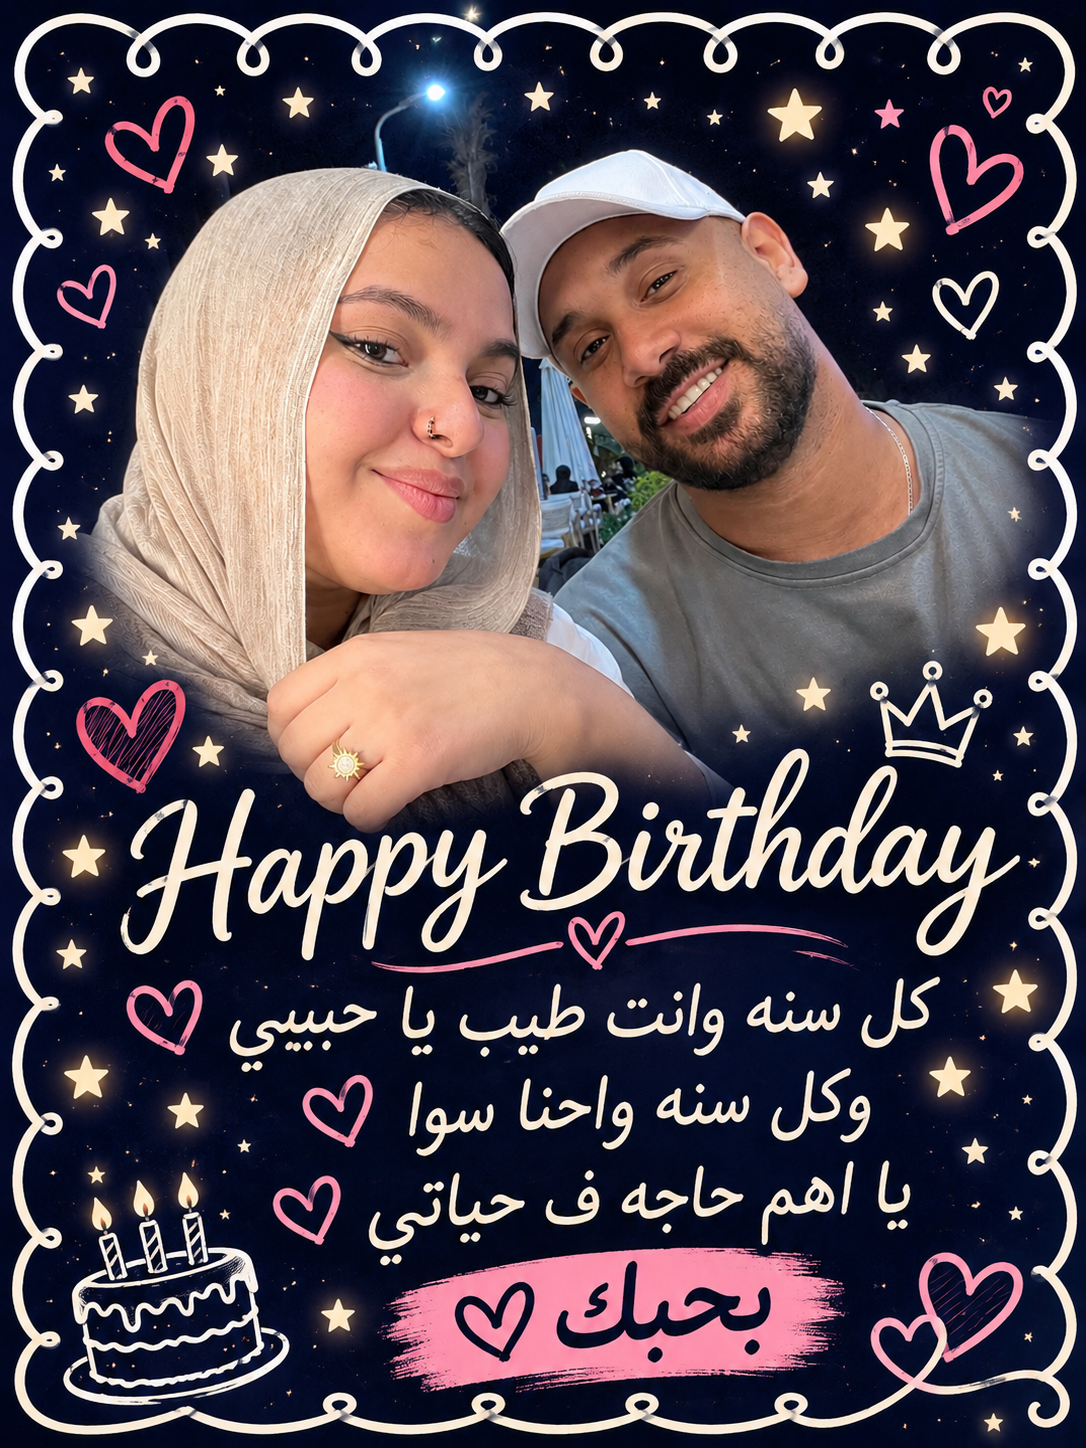 Happy Birthday
كل سنه وانت طيب يا حبيبي
وكل سنه واحنا سوا
يا اهم حاجه ف حياتي
بحبك